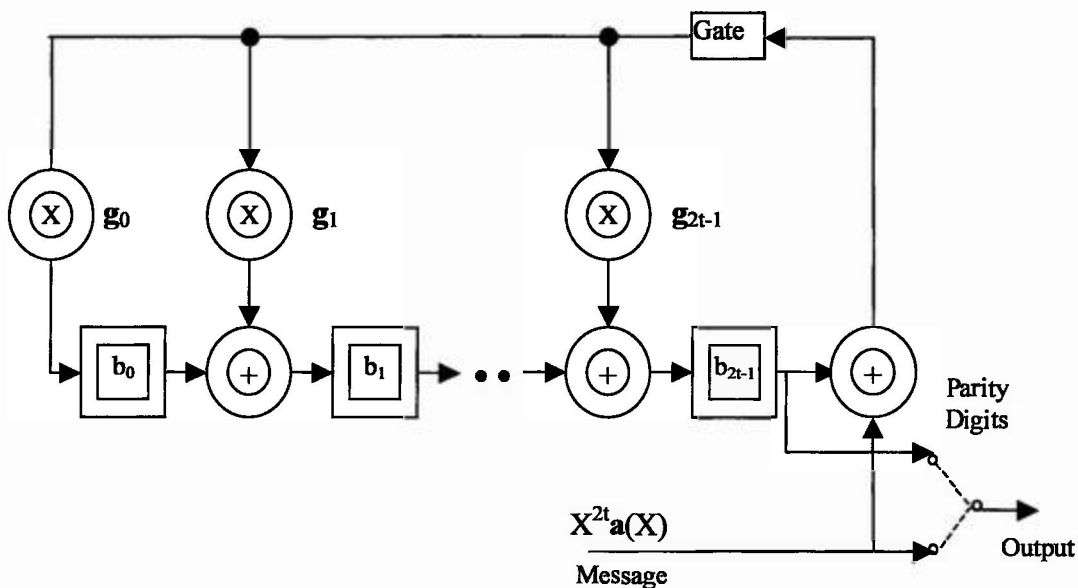 Gate
X g₀
X g₁
X g₂ₜ₋₁
b₀
+
b₁
+
b₂ₜ₋₁
+
Parity
Digits
X²ᵗa(X)
Message
Output